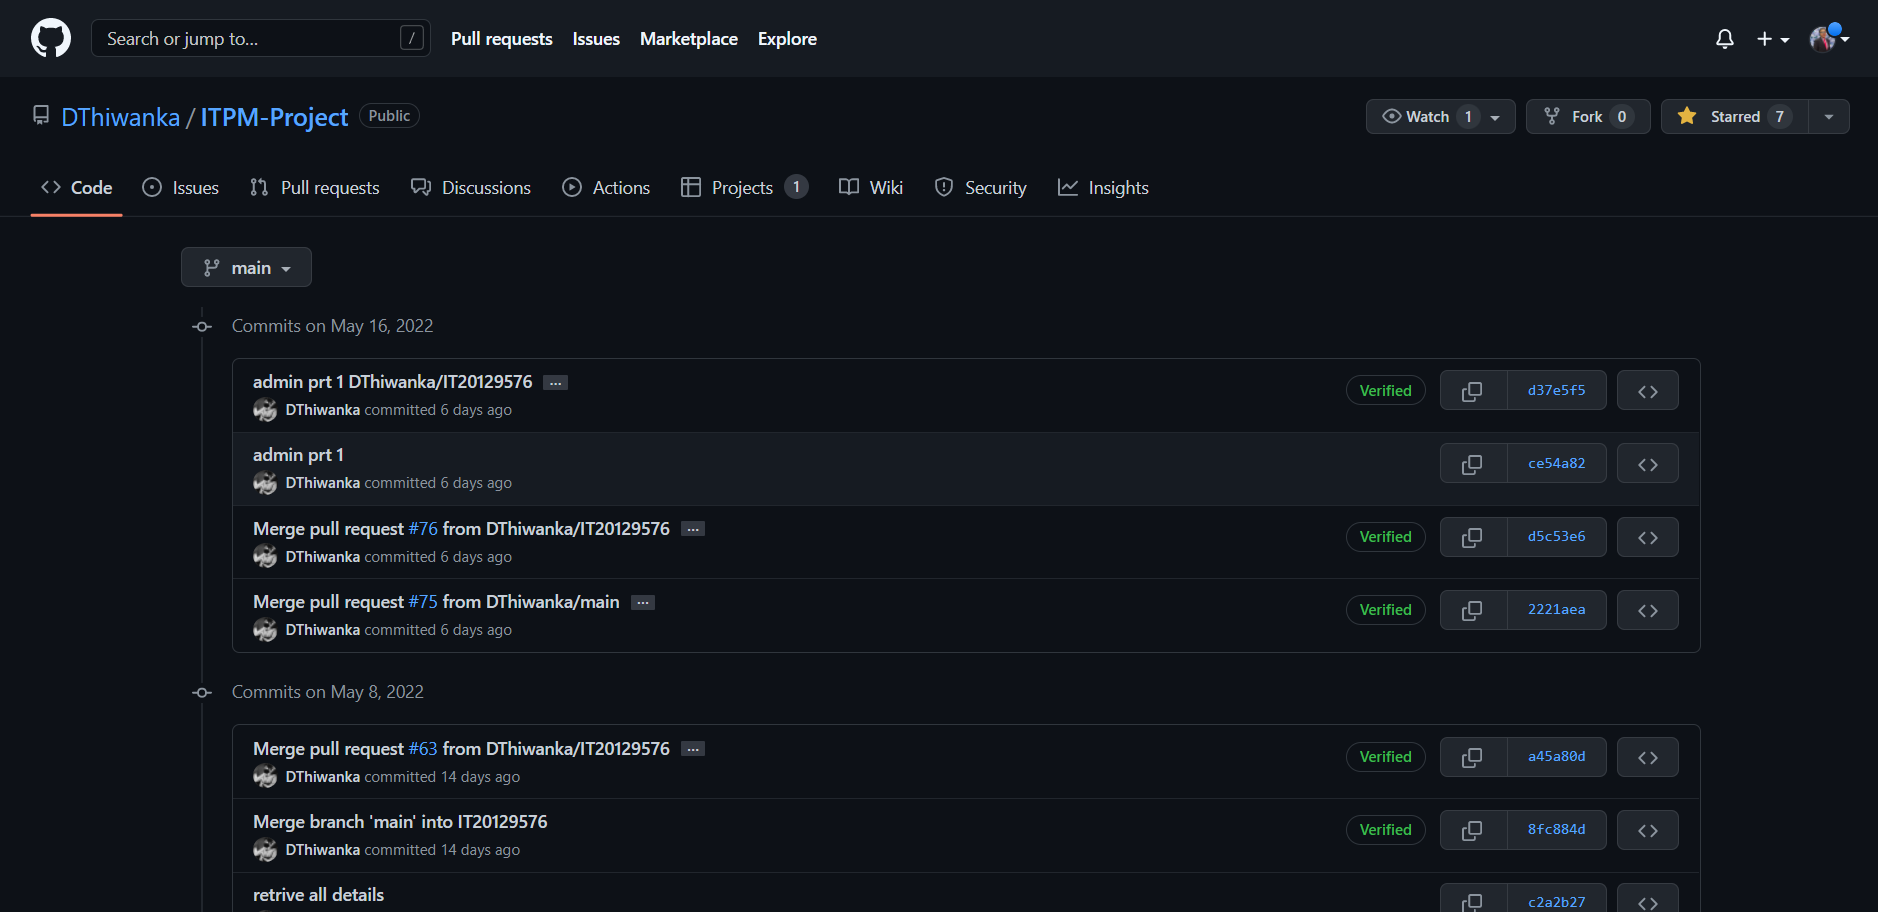 Search or jump to... / Pull requests Issues Marketplace Explore
DThiwanka / ITPM-Project Public Watch 1 Fork 0 Starred 7
Code Issues Pull requests Discussions Actions Projects 1 Wiki Security Insights
main
Commits on May 16, 2022
admin prt 1 DThiwanka/IT20129576 ... Verified d37e5f5
DThiwanka committed 6 days ago
admin prt 1 ce54a82
DThiwanka committed 6 days ago
Merge pull request #76 from DThiwanka/IT20129576 ... Verified d5c53e6
DThiwanka committed 6 days ago
Merge pull request #75 from DThiwanka/main ... Verified 2221aea
DThiwanka committed 6 days ago
Commits on May 8, 2022
Merge pull request #63 from DThiwanka/IT20129576 ... Verified a45a80d
DThiwanka committed 14 days ago
Merge branch 'main' into IT20129576 Verified 8fc884d
DThiwanka committed 14 days ago
retrive all details c2a2b27